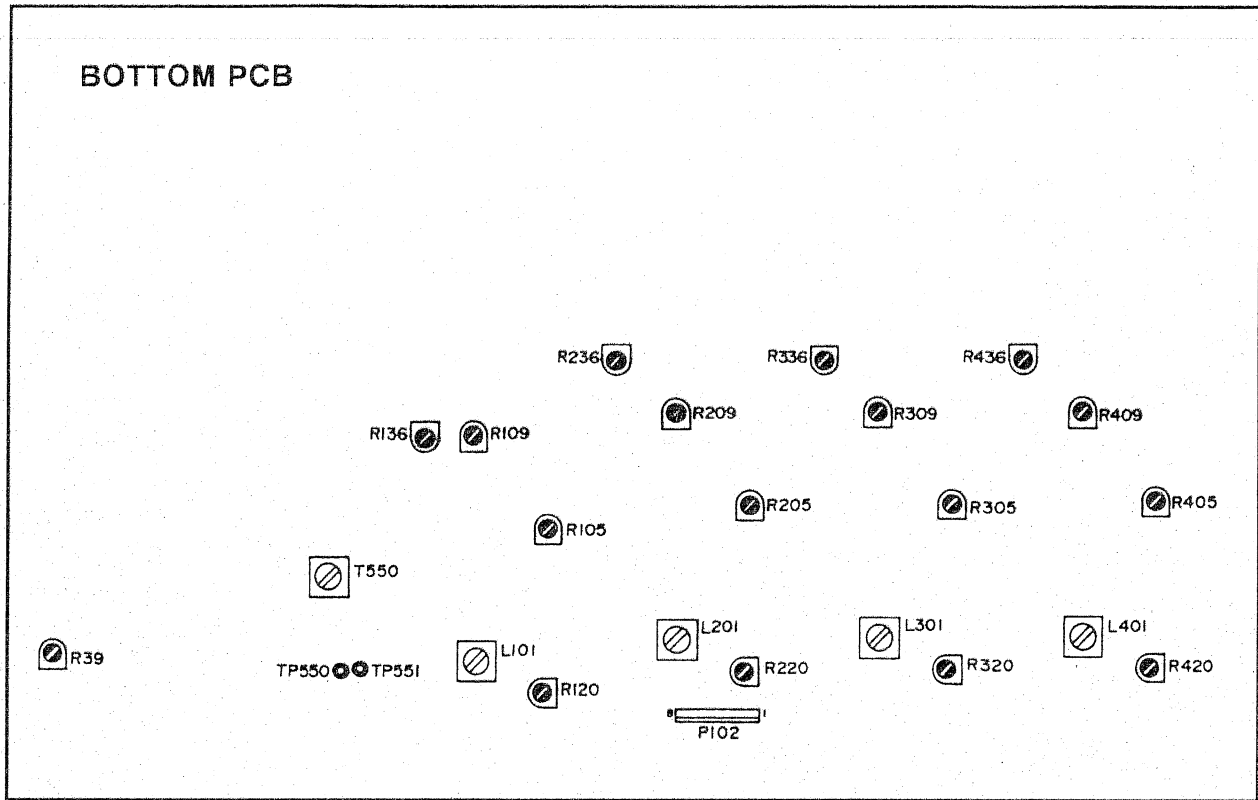 BOTTOM PCB
R236 R336 R436
R209 R309 R409
R136 R109
R205 R305 R405
R105
T550
L201 L301 L401
R39 TP550 TP551 L101
R220 R320 R420
R120
8 1
P102